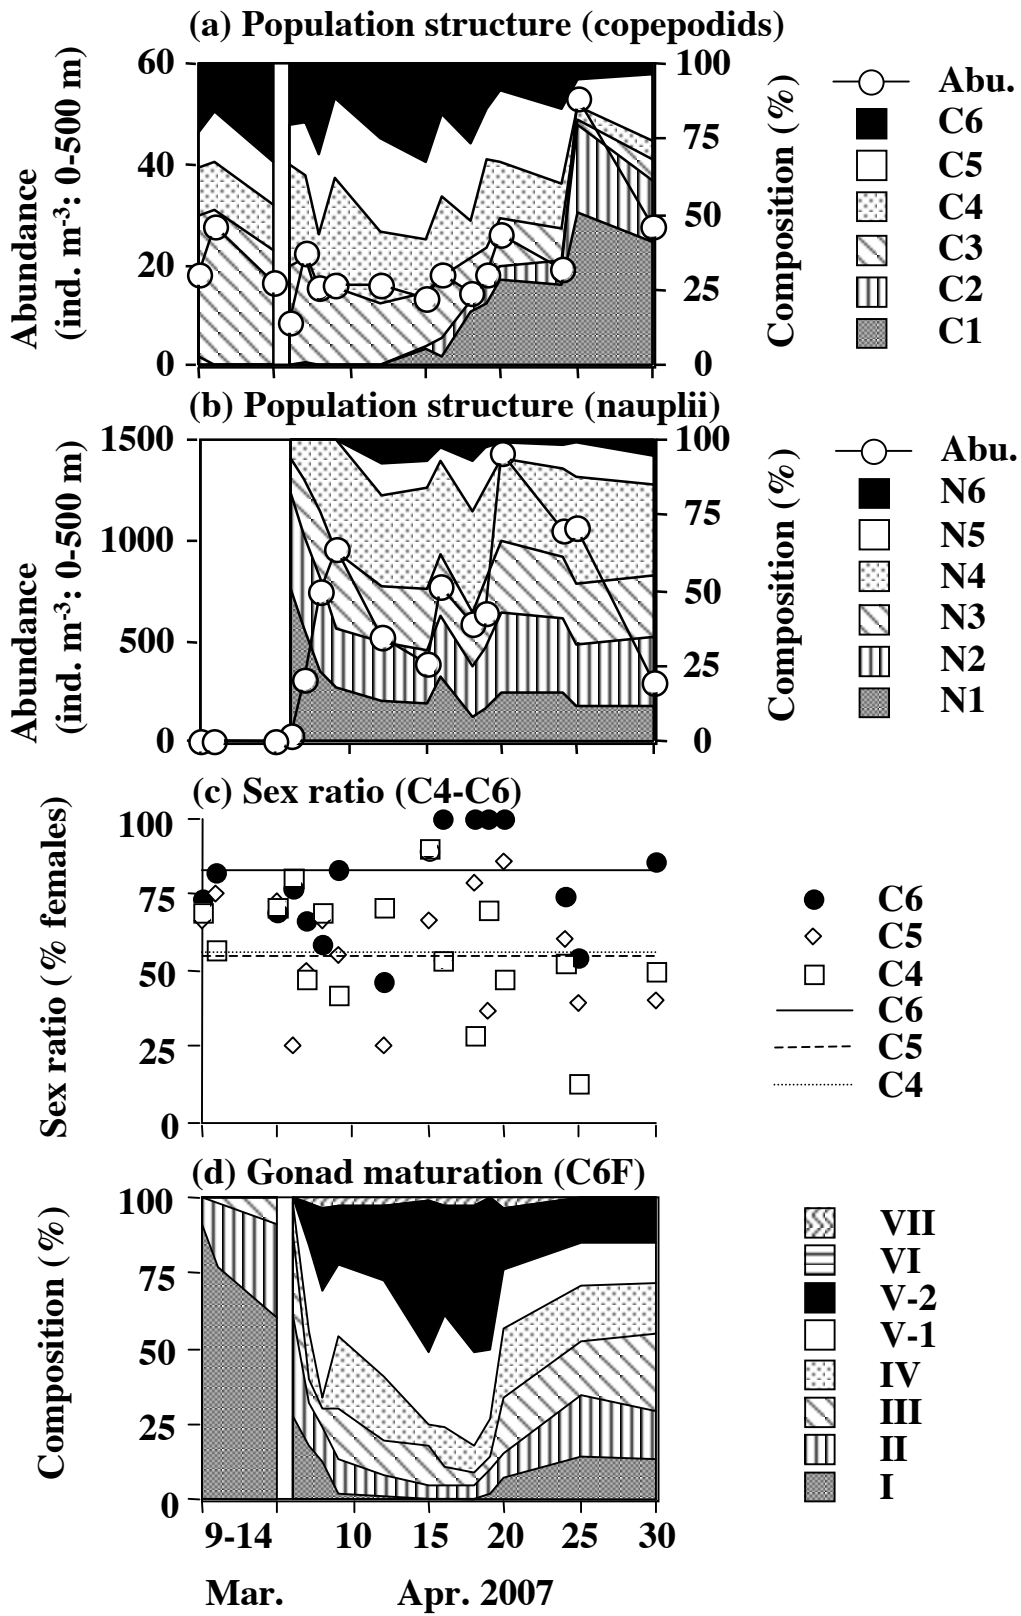 (a) Population structure (copepodids)
60
40
20
0
100
75
50
25
0
Abundance
(ind. m-3: 0-500 m)
Composition (%)
Abu.
C6
C5
C4
C3
C2
C1
(b) Population structure (nauplii)
1500
1000
500
0
100
75
50
25
0
Abundance
(ind. m-3: 0-500 m)
Composition (%)
Abu.
N6
N5
N4
N3
N2
N1
(c) Sex ratio (C4-C6)
100
75
50
25
0
Sex ratio (% females)
C6
C5
C4
C6
C5
C4
(d) Gonad maturation (C6F)
100
75
50
25
0
Composition (%)
VII
VI
V-2
V-1
IV
III
II
I
9-14 10 15 20 25 30
Mar. Apr. 2007